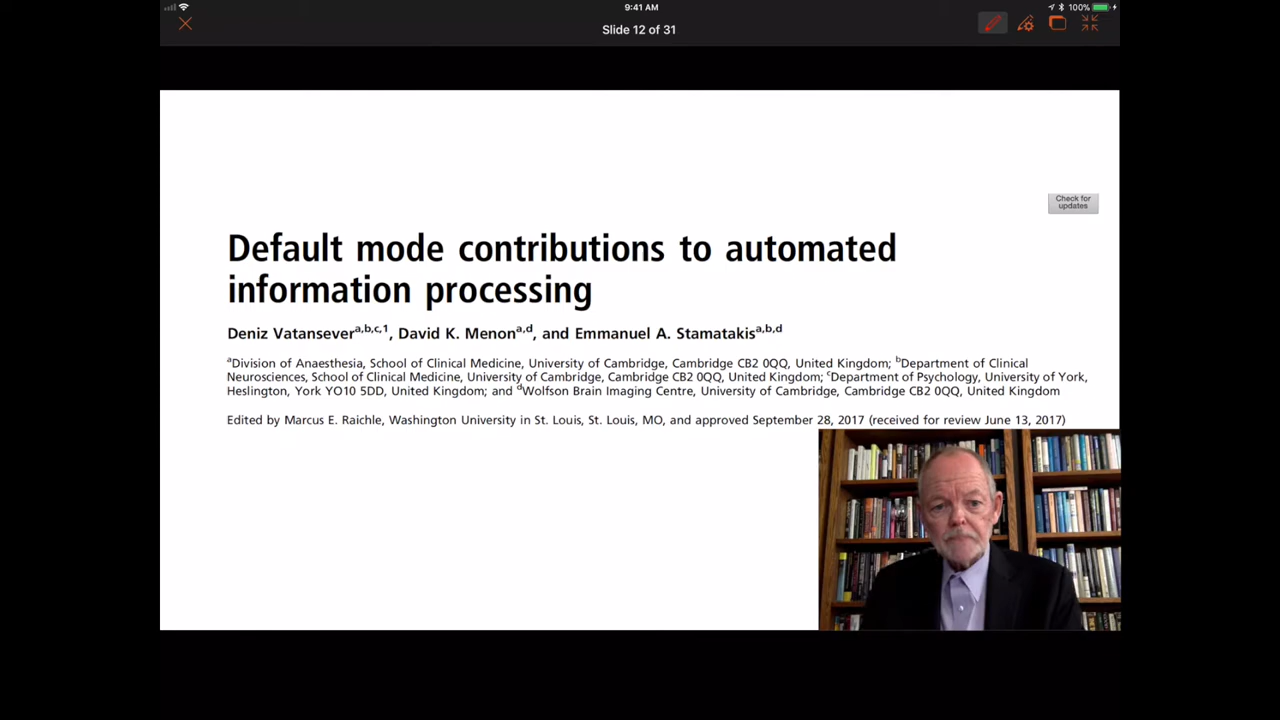 9:41 AM
100%
Slide 12 of 31
Check for
updates
Default mode contributions to automated
information processing
Deniz Vatansever a,b,c,1, David K. Menon a,d, and Emmanuel A. Stamatakis a,b,d
aDivision of Anaesthesia, School of Clinical Medicine, University of Cambridge, Cambridge CB2 0QQ, United Kingdom; bDepartment of Clinical
Neurosciences, School of Clinical Medicine, University of Cambridge, Cambridge CB2 0QQ, United Kingdom; cDepartment of Psychology, University of York,
Heslington, York YO10 5DD, United Kingdom; and dWolfson Brain Imaging Centre, University of Cambridge, Cambridge CB2 0QQ, United Kingdom
Edited by Marcus E. Raichle, Washington University in St. Louis, St. Louis, MO, and approved September 28, 2017 (received for review June 13, 2017)